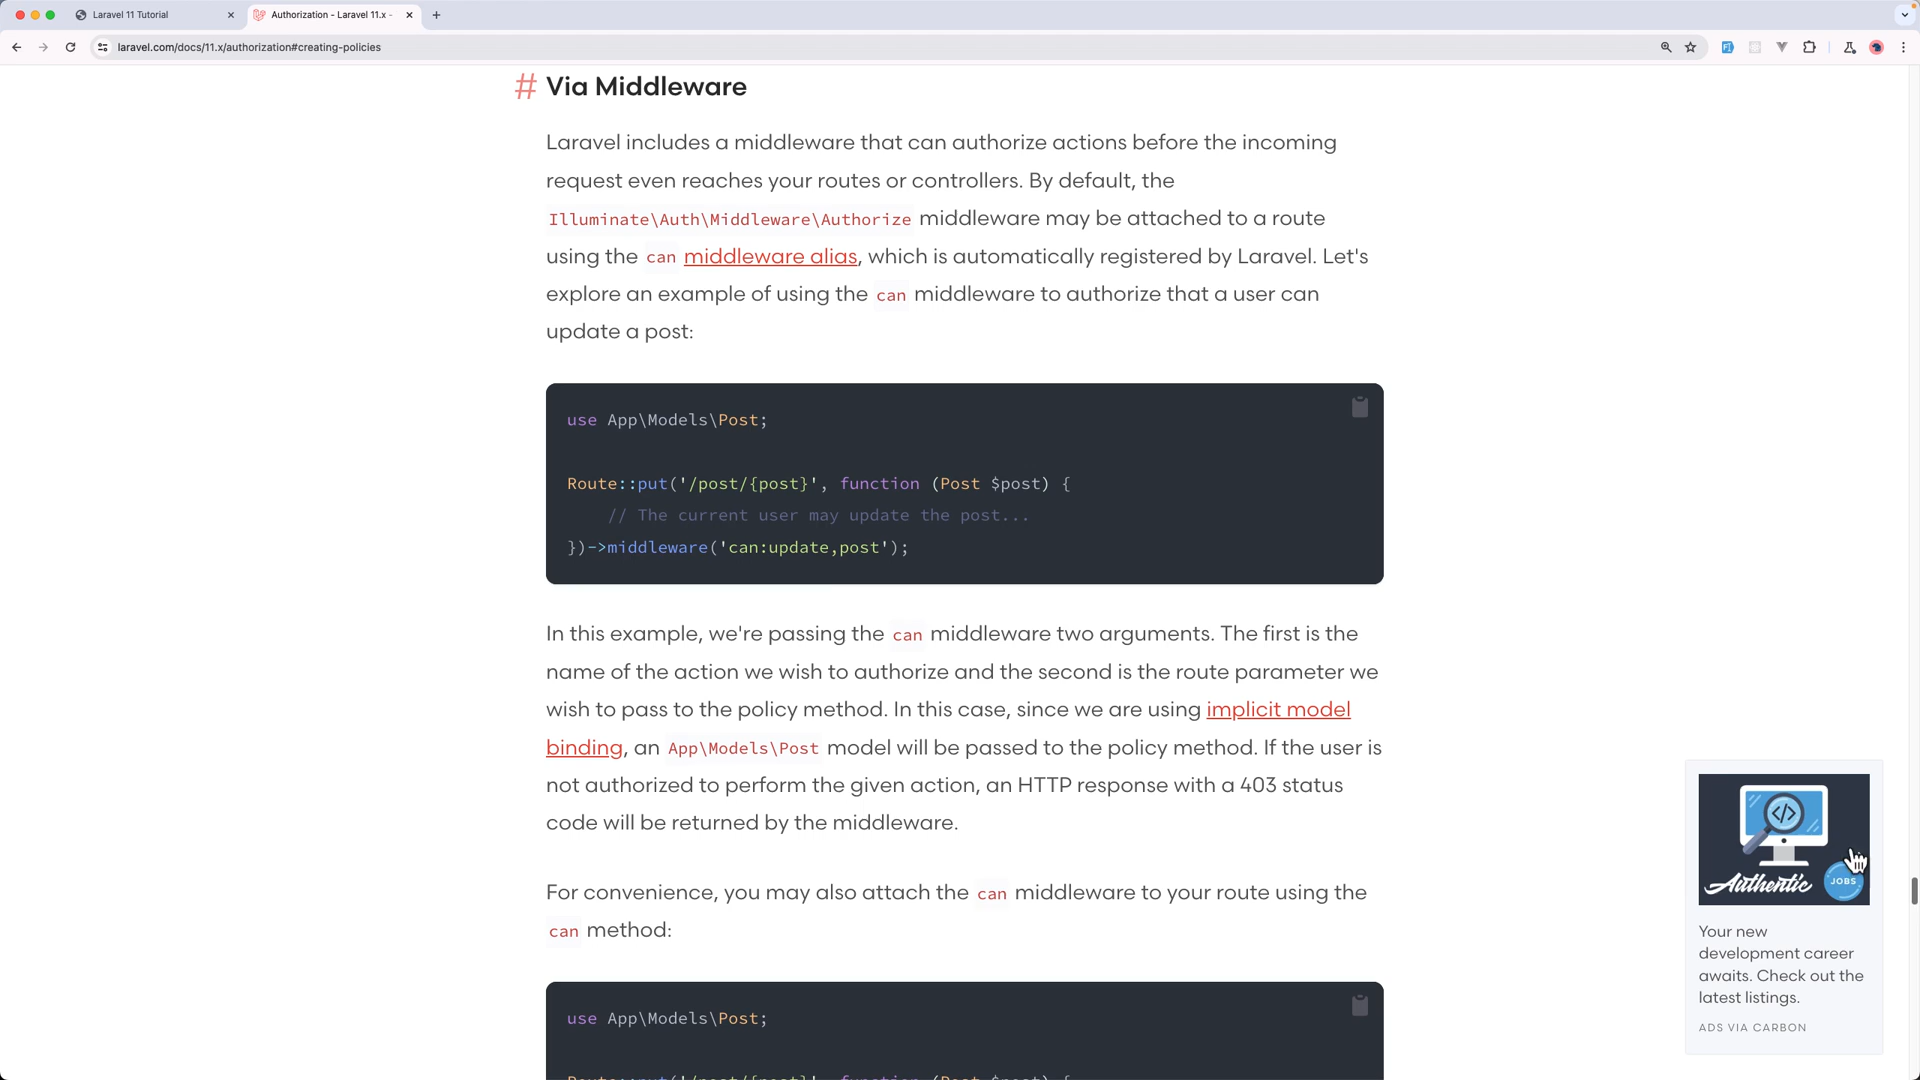 Laravel 11 Tutorial
Authorization - Laravel 11.x -
laravel.com/docs/11.x/authorization#creating-policies
# Via Middleware
Laravel includes a middleware that can authorize actions before the incoming
request even reaches your routes or controllers. By default, the
Illuminate\Auth\Middleware\Authorize middleware may be attached to a route
using the can middleware alias, which is automatically registered by Laravel. Let's
explore an example of using the can middleware to authorize that a user can
update a post:
use App\Models\Post;
Route::put('/post/{post}', function (Post $post) {
// The current user may update the post...
})->middleware('can:update,post');
In this example, we're passing the can middleware two arguments. The first is the
name of the action we wish to authorize and the second is the route parameter we
wish to pass to the policy method. In this case, since we are using implicit model
binding, an App\Models\Post model will be passed to the policy method. If the user is
not authorized to perform the given action, an HTTP response with a 403 status
code will be returned by the middleware.
For convenience, you may also attach the can middleware to your route using the
can method:
use App\Models\Post;
Route::put('/post/{post}', function (Post $post) {
</>
Authentic JOBS
Your new
development career
awaits. Check out the
latest listings.
ADS VIA CARBON